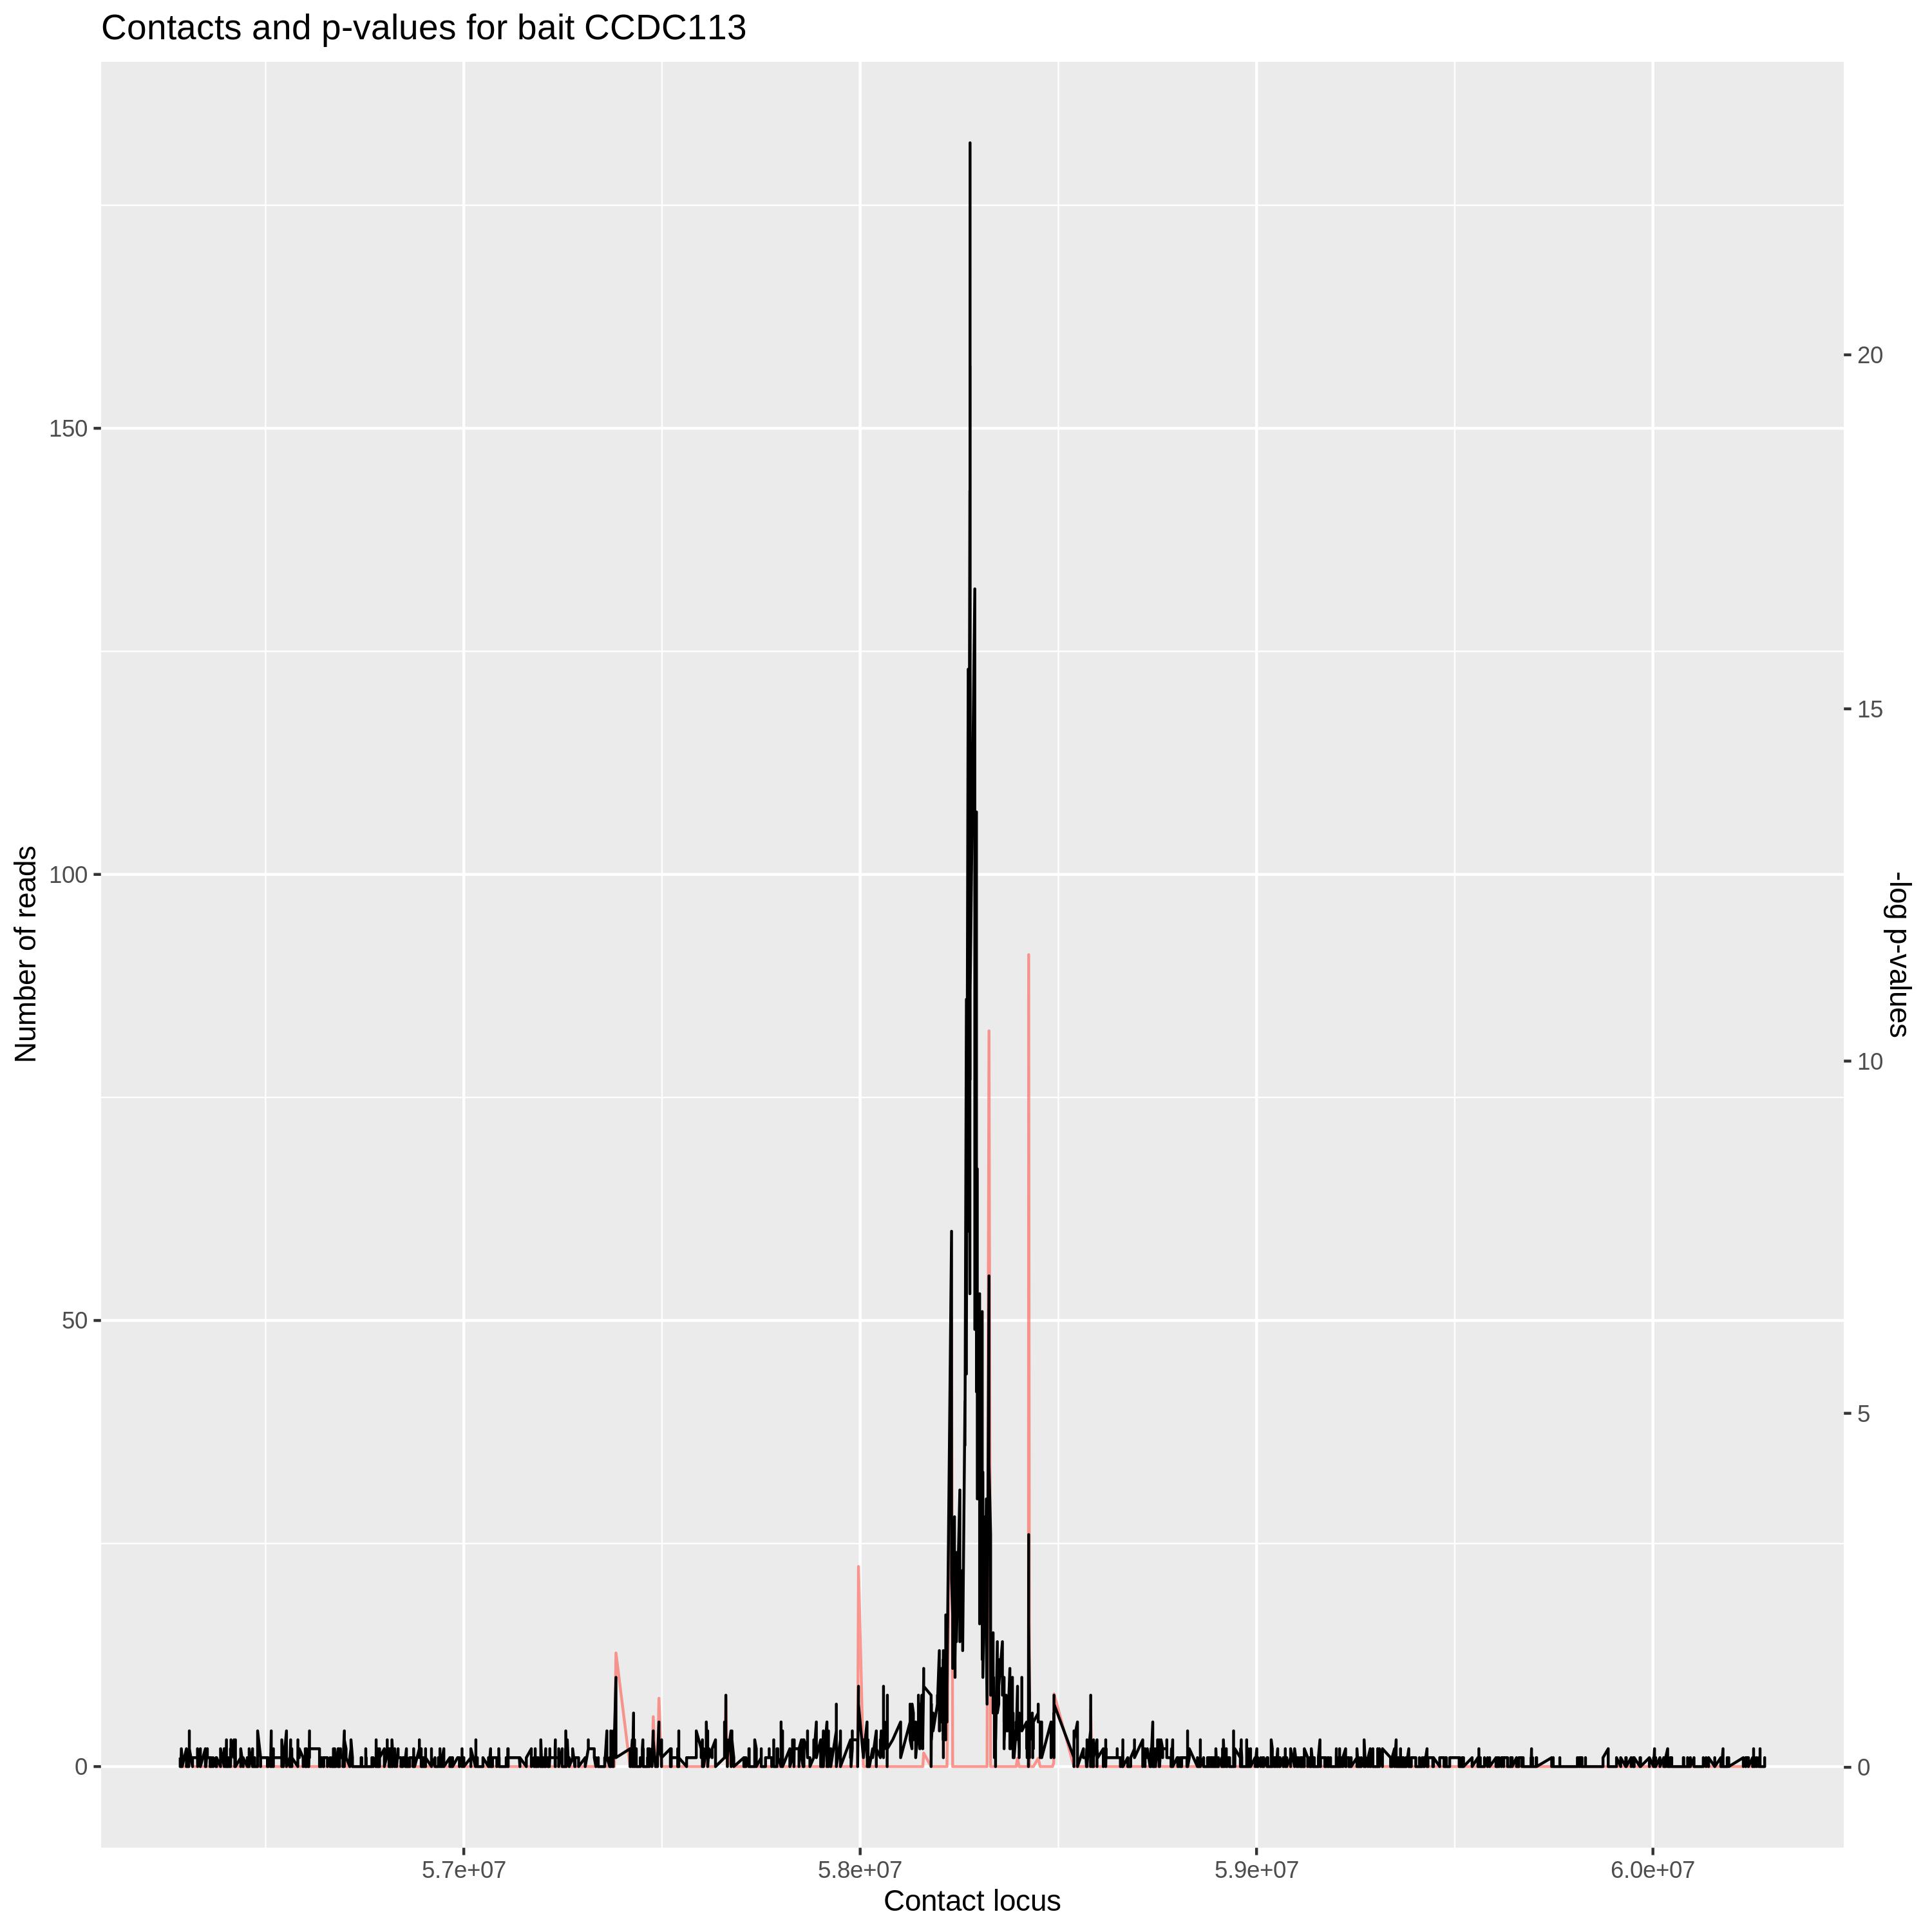 Contacts and p-values for bait CCDC113
Number of reads
150
100
50
0
20
15
10
5
0
-log p-values
5.7e+07
5.8e+07
5.9e+07
6.0e+07
Contact locus